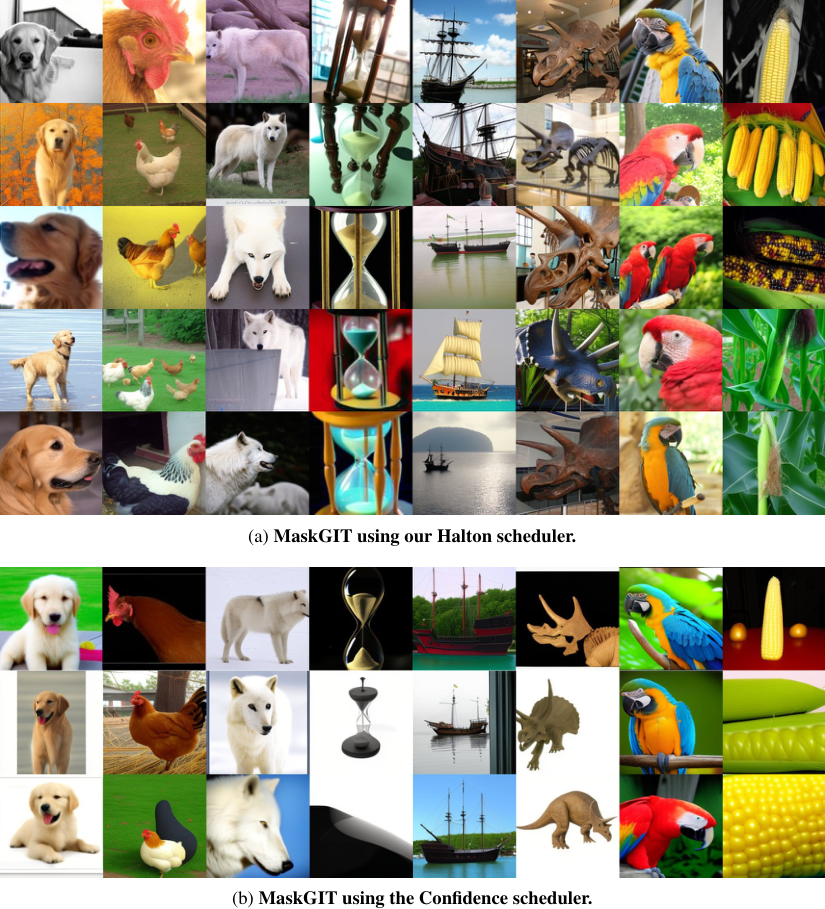 (a) MaskGIT using our Halton scheduler.
(b) MaskGIT using the Confidence scheduler.